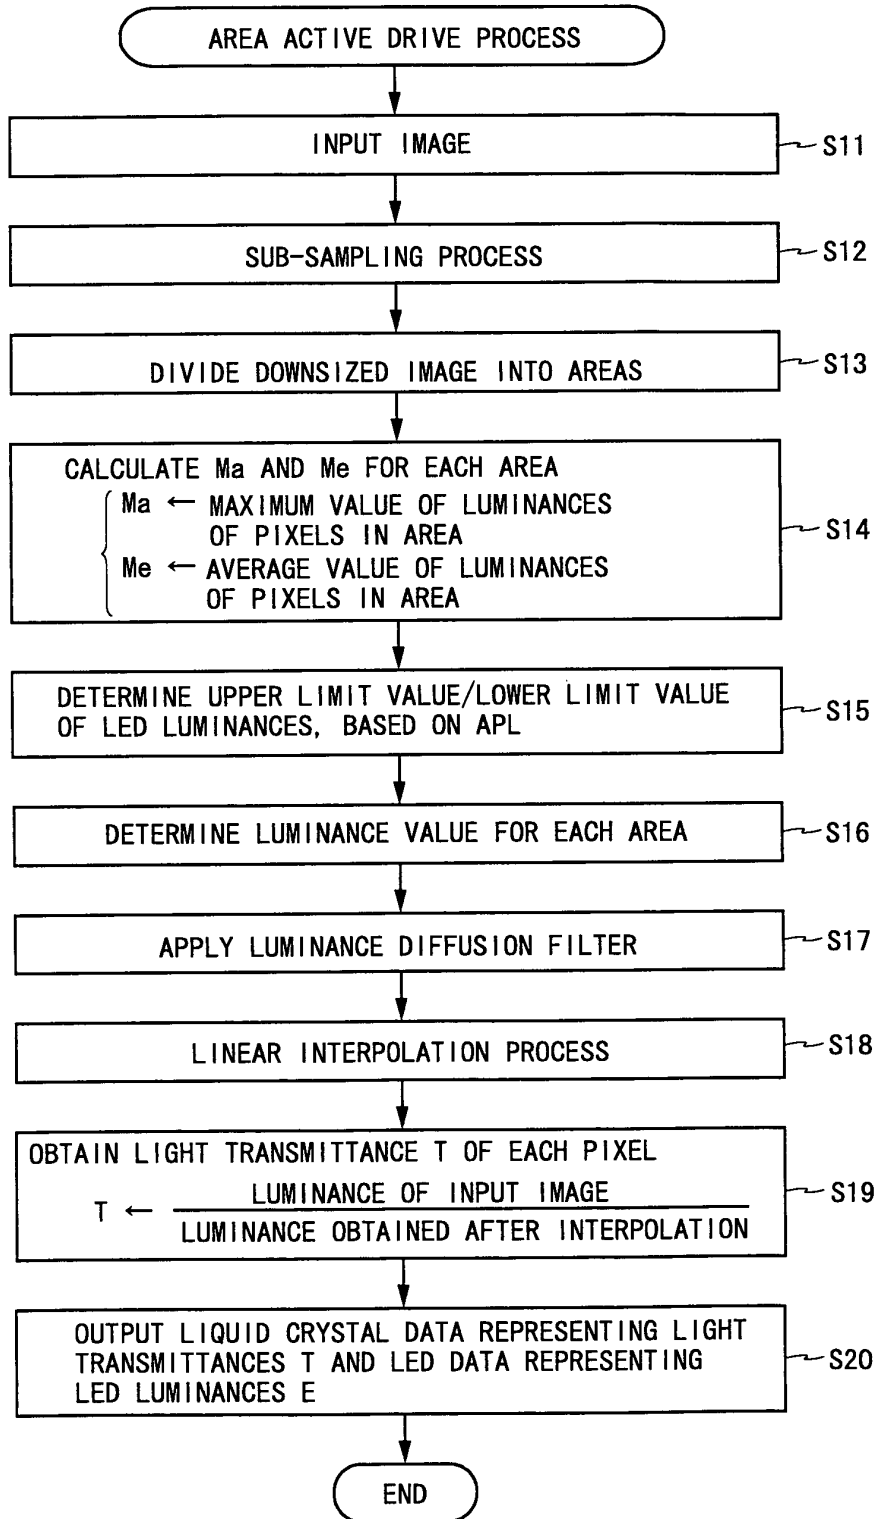 AREA ACTIVE DRIVE PROCESS
INPUT IMAGE
S11
SUB-SAMPLING PROCESS
S12
DIVIDE DOWNSIZED IMAGE INTO AREAS
S13
CALCULATE Ma AND Me FOR EACH AREA
Ma ← MAXIMUM VALUE OF LUMINANCES
OF PIXELS IN AREA
Me ← AVERAGE VALUE OF LUMINANCES
OF PIXELS IN AREA
S14
DETERMINE UPPER LIMIT VALUE/LOWER LIMIT VALUE
OF LED LUMINANCES, BASED ON APL
S15
DETERMINE LUMINANCE VALUE FOR EACH AREA
S16
APPLY LUMINANCE DIFFUSION FILTER
S17
LINEAR INTERPOLATION PROCESS
S18
OBTAIN LIGHT TRANSMITTANCE T OF EACH PIXEL
T ←
LUMINANCE OF INPUT IMAGE
LUMINANCE OBTAINED AFTER INTERPOLATION
S19
OUTPUT LIQUID CRYSTAL DATA REPRESENTING LIGHT
TRANSMITTANCES T AND LED DATA REPRESENTING
LED LUMINANCES E
S20
END